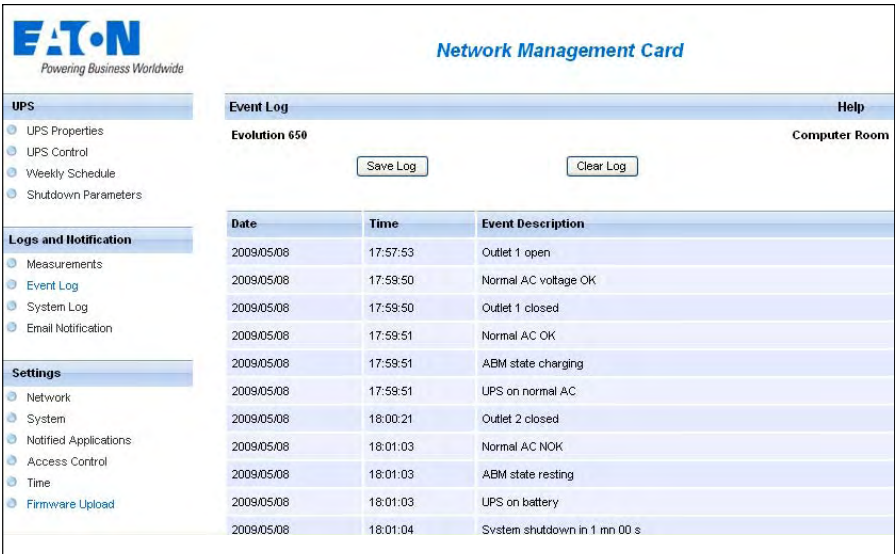 EATON
Powering Business Worldwide
Network Management Card
UPS
UPS Properties
UPS Control
Weekly Schedule
Shutdown Parameters
Logs and Notification
Measurements
Event Log
System Log
Email Notification
Settings
Network
System
Notified Applications
Access Control
Time
Firmware Upload
Event Log Help
Evolution 650 Computer Room
Save Log Clear Log
Date Time Event Description
2009/05/08 17:57:53 Outlet 1 open
2009/05/08 17:59:50 Normal AC voltage OK
2009/05/08 17:59:50 Outlet 1 closed
2009/05/08 17:59:51 Normal AC OK
2009/05/08 17:59:51 ABM state charging
2009/05/08 17:59:51 UPS on normal AC
2009/05/08 18:00:21 Outlet 2 closed
2009/05/08 18:01:03 Normal AC NOK
2009/05/08 18:01:03 ABM state resting
2009/05/08 18:01:03 UPS on battery
2009/05/08 18:01:04 System shutdown in 1 mn 00 s